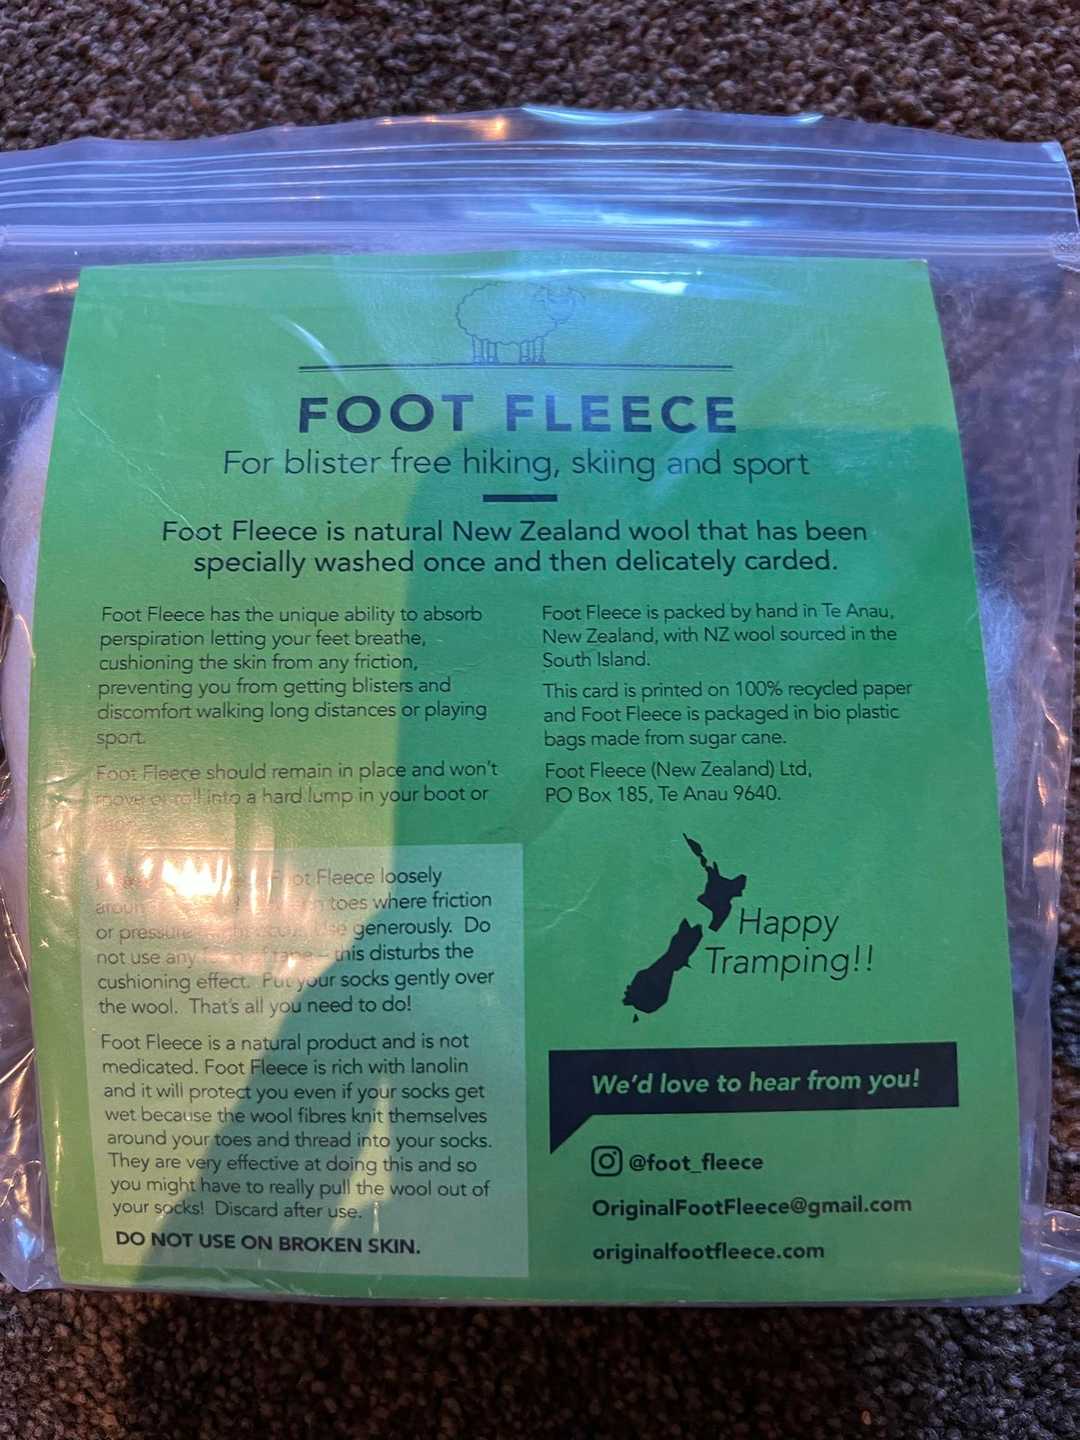 FOOT FLEECE
For blister free hiking, skiing and sport
Foot Fleece is natural New Zealand wool that has been
specially washed once and then delicately carded.
Foot Fleece has the unique ability to absorb
perspiration letting your feet breathe,
cushioning the skin from any friction,
preventing you from getting blisters and
discomfort walking long distances or playing
sport.
Foot Fleece should remain in place and won't
move or roll into a hard lump in your boot or
Foot Fleece loosely
toes where friction
or pressure generously. Do
not use any this disturbs the
cushioning effect. Put your socks gently over
the wool. That's all you need to do!
Foot Fleece is a natural product and is not
medicated. Foot Fleece is rich with lanolin
and it will protect you even if your socks get
wet because the wool fibres knit themselves
around your toes and thread into your socks.
They are very effective at doing this and so
you might have to really pull the wool out of
your socks! Discard after use.
DO NOT USE ON BROKEN SKIN.
Foot Fleece is packed by hand in Te Anau,
New Zealand, with NZ wool sourced in the
South Island.
This card is printed on 100% recycled paper
and Foot Fleece is packaged in bio plastic
bags made from sugar cane.
Foot Fleece (New Zealand) Ltd,
PO Box 185, Te Anau 9640.
Happy
Tramping!!
We'd love to hear from you!
@foot_fleece
OriginalFootFleece@gmail.com
originalfootfleece.com